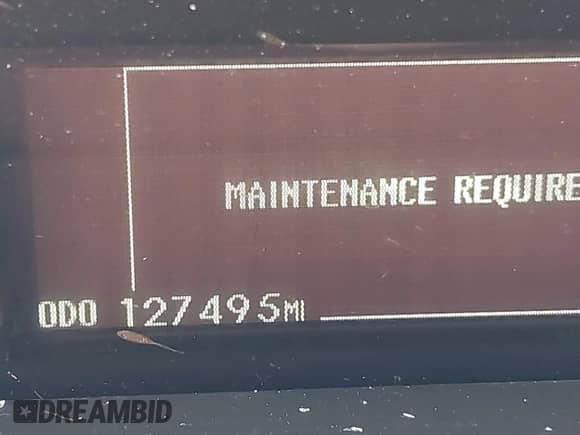 MAINTENANCE REQUIRE
ODO 127495MI
DREAMBID